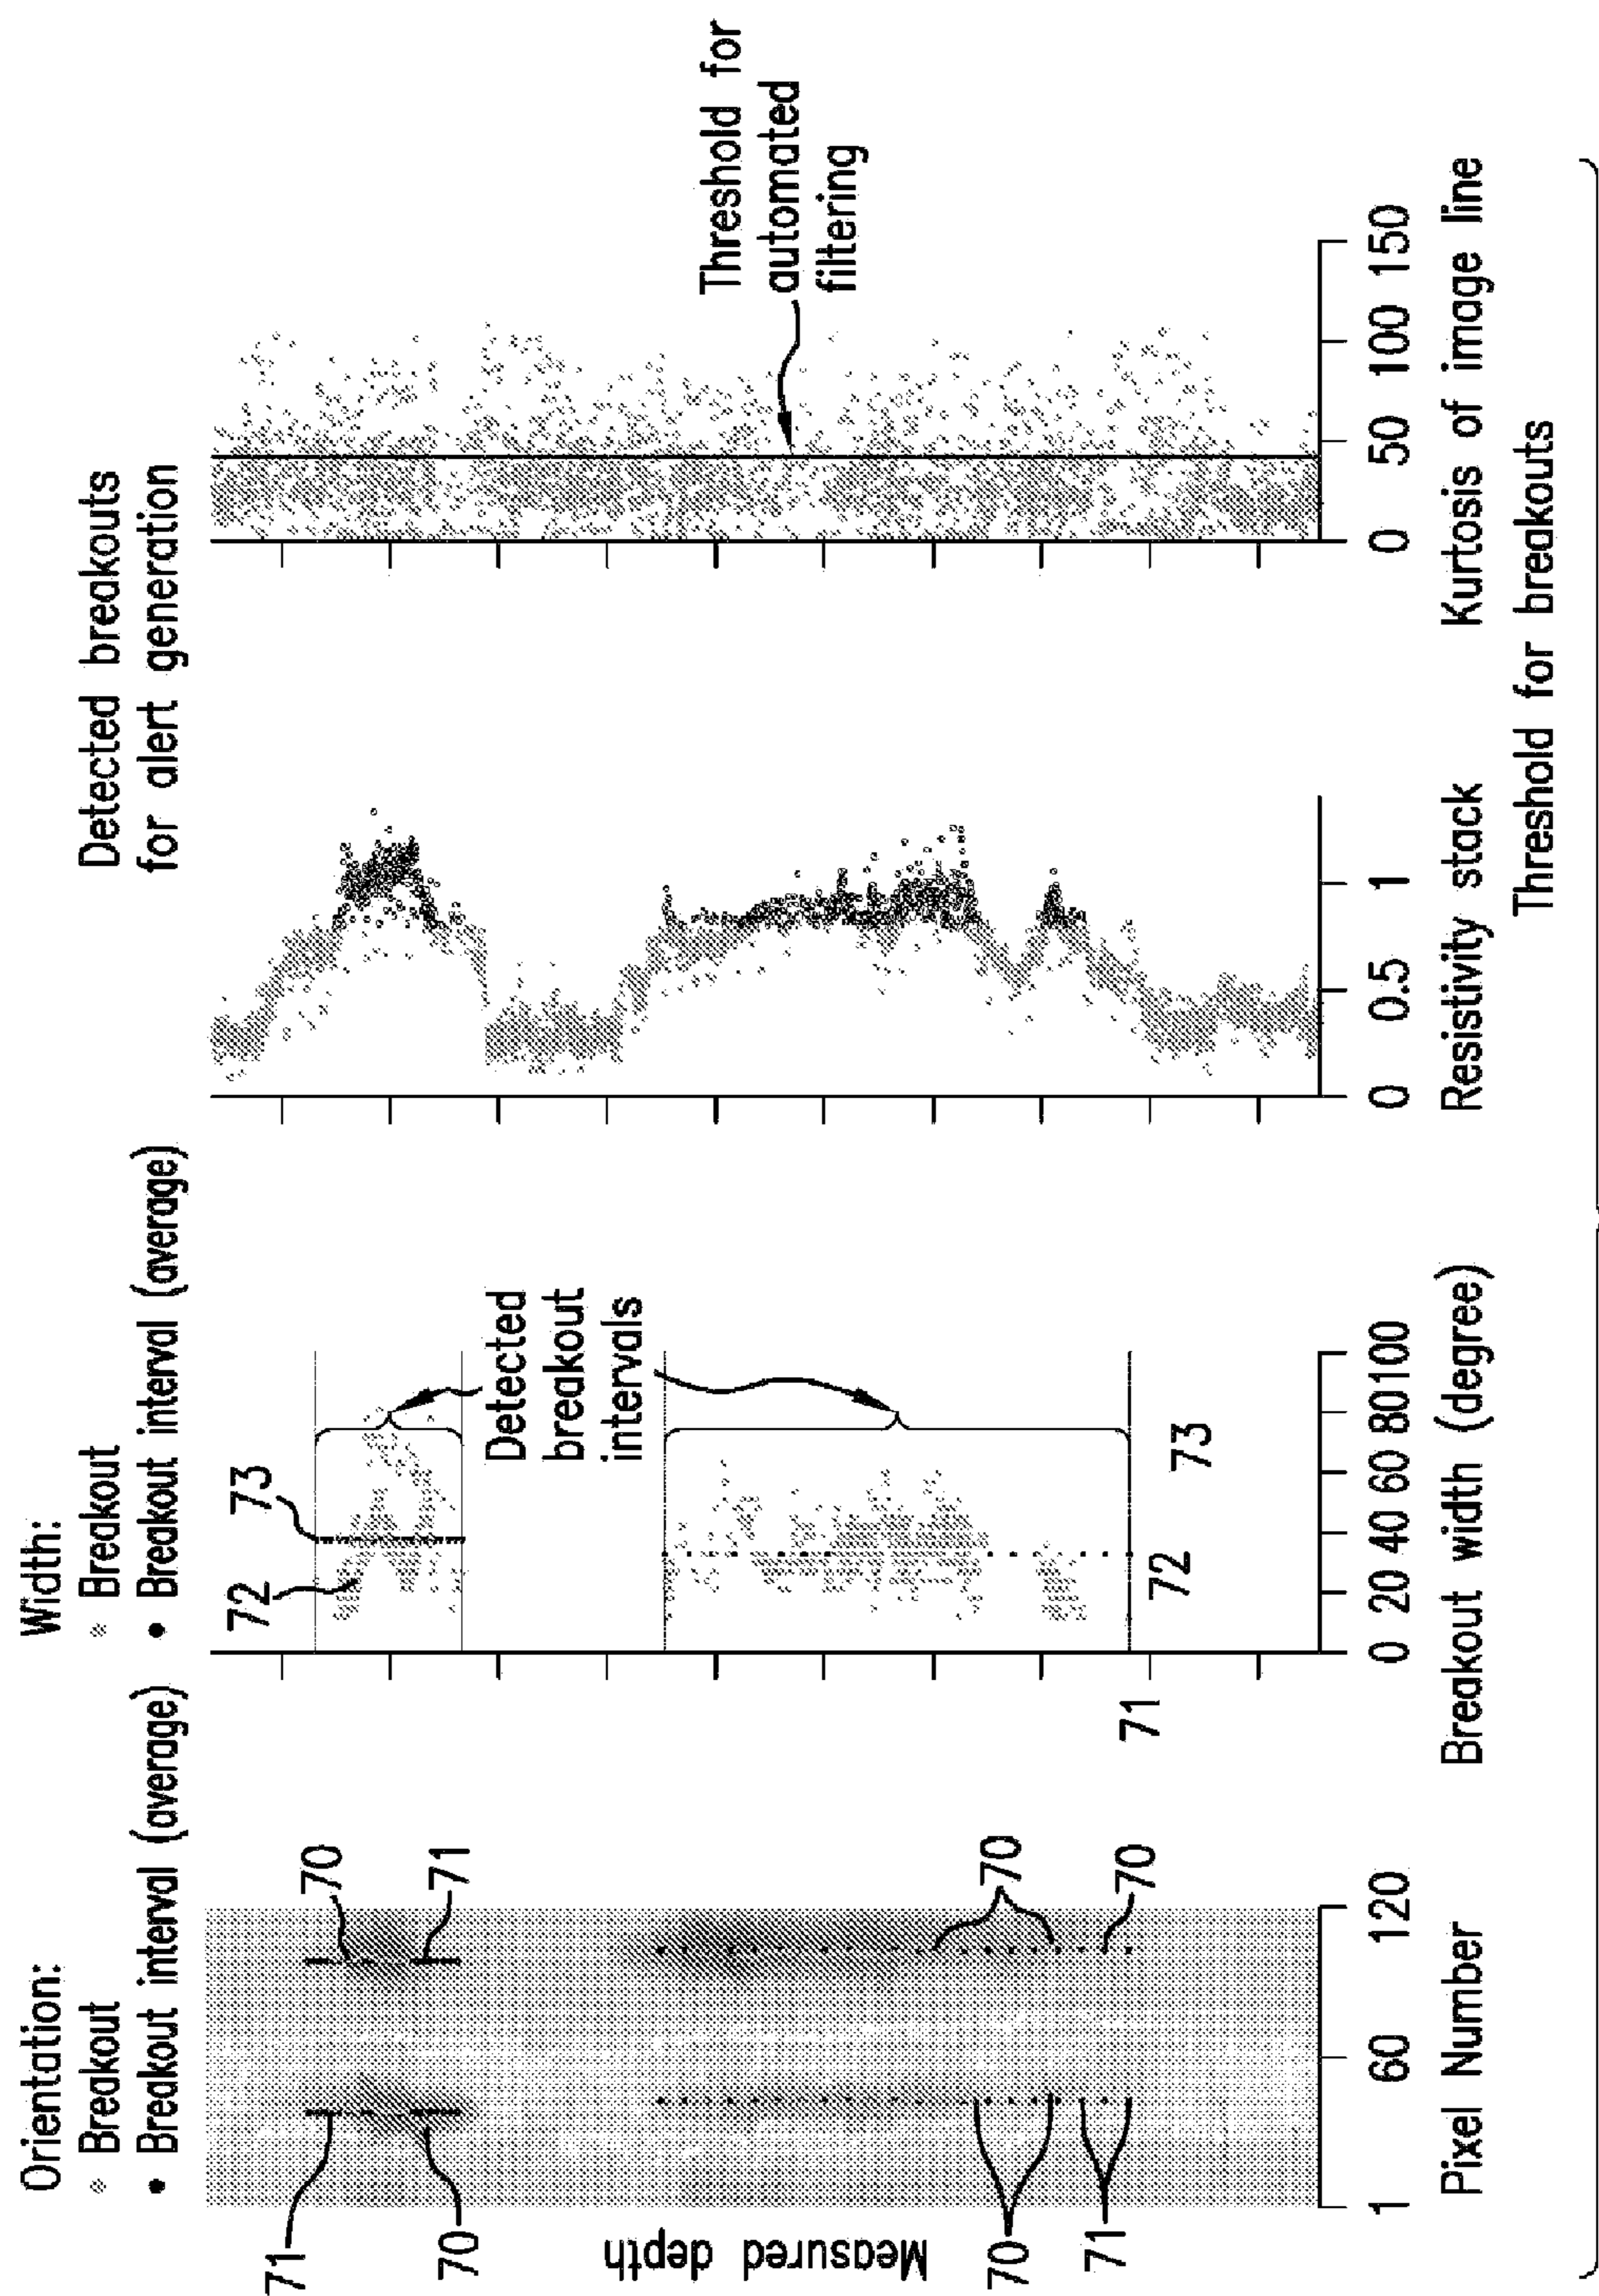 Orientation:
Breakout
Breakout interval (average)
Width:
Breakout
Breakout interval (average)
Detected breakouts
for alert generation
Measured depth
71
70
70
71
70
71
70
70
1 60 120
Pixel Number
72
73
Detected
breakout
intervals
71
72
73
0 20 40 60 80100
Breakout width (degree)
0 0.5 1
Resistivity stack
Threshold for
automated
filtering
0 50 100 150
Kurtosis of image line
Threshold for breakouts